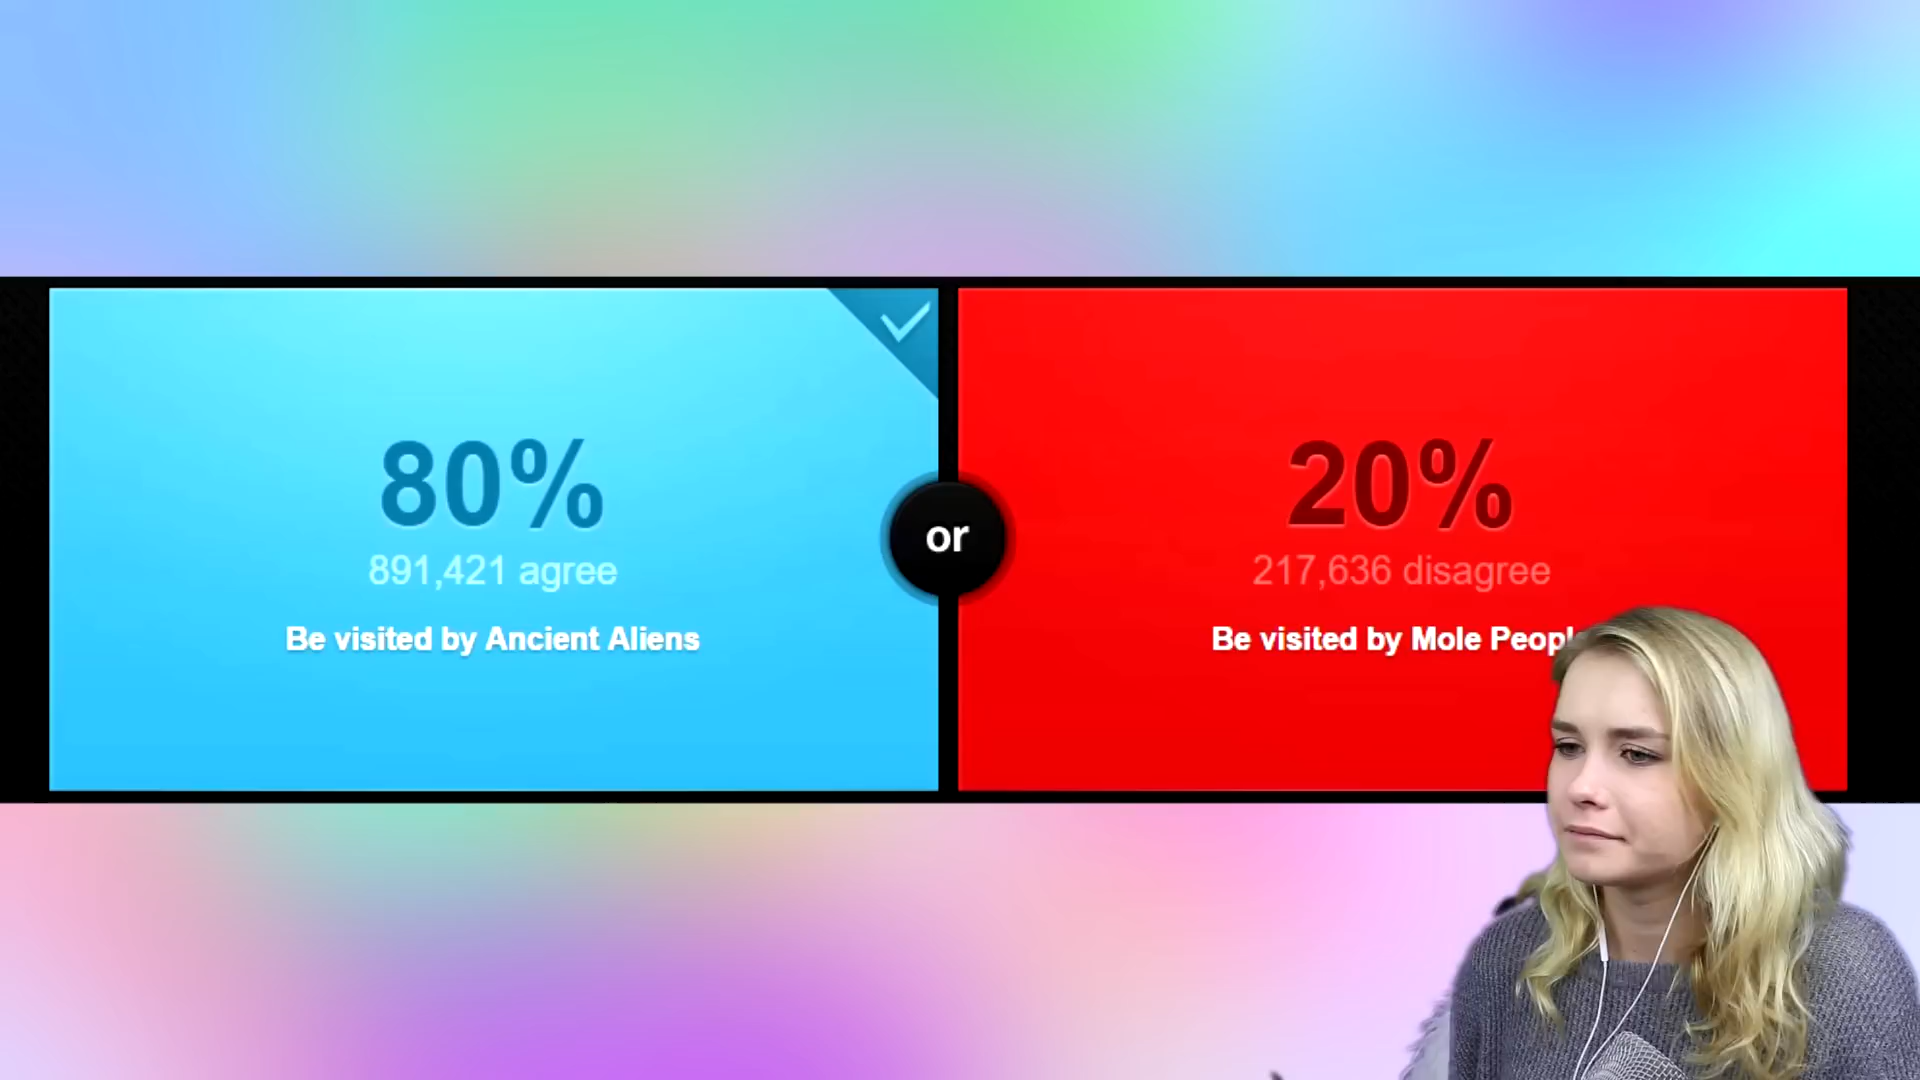 80%
891,421 agree
Be visited by Ancient Aliens
or
20%
217,636 disagree
Be visited by Mole